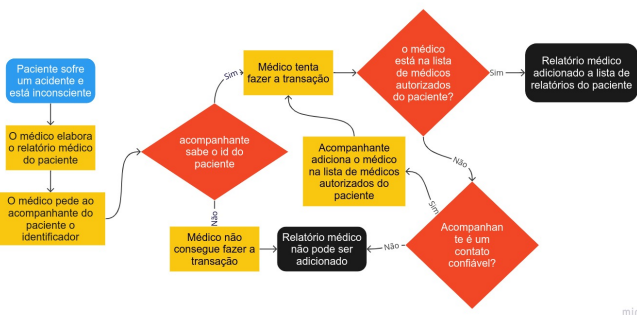 Paciente sofre
um acidente e
está inconsciente
O médico elabora
o relatório médico
do paciente
O médico pede ao
acompanhante do
paciente o
identificador
acompanhante
sabe o id do
paciente
Sim
Médico tenta
fazer a transação
o médico
está na lista
de médicos
autorizados
do paciente?
Sim
Relatório médico
adicionado a lista de
relatórios do paciente
Não
Acompanhan
te é um
contato
confiável?
Sim
Acompanhante
adiciona o médico
na lista de médicos
autorizados do
paciente
Não
Médico não
consegue fazer a
transação
Relatório médico
não pode ser
adicionado
Não